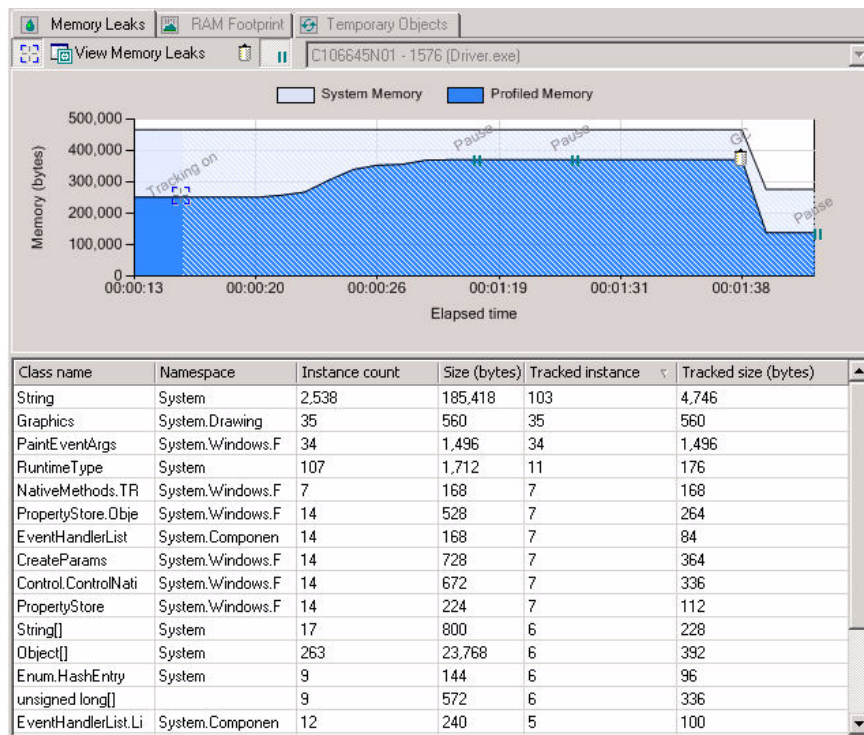 Memory Leaks RAM Footprint Temporary Objects
View Memory Leaks C106645N01 - 1576 (Driver.exe)
System Memory Profiled Memory
500,000
400,000
300,000
200,000
100,000
0
Memory (bytes)
Tracking on
Pause
Pause
GC
Pause
00:00:13 00:00:20 00:00:26 00:01:19 00:01:31 00:01:38
Elapsed time
Class name Namespace Instance count Size (bytes) Tracked instance Tracked size (bytes)
String System 2,538 185,418 103 4,746
Graphics System.Drawing 35 560 35 560
PaintEventArgs System.Windows.F 34 1,496 34 1,496
RuntimeType System 107 1,712 11 176
NativeMethods.TR System.Windows.F 7 168 7 168
PropertyStore.Obje System.Windows.F 14 528 7 264
EventHandlerList System.Componen 14 168 7 84
CreateParams System.Windows.F 14 728 7 364
Control.ControlNati System.Windows.F 14 672 7 336
PropertyStore System.Windows.F 14 224 7 112
String[] System 17 800 6 228
Object[] System 263 23,768 6 392
Enum.HashEntry System 9 144 6 96
unsigned long[] 9 572 6 336
EventHandlerList.Li System.Componen 12 240 5 100